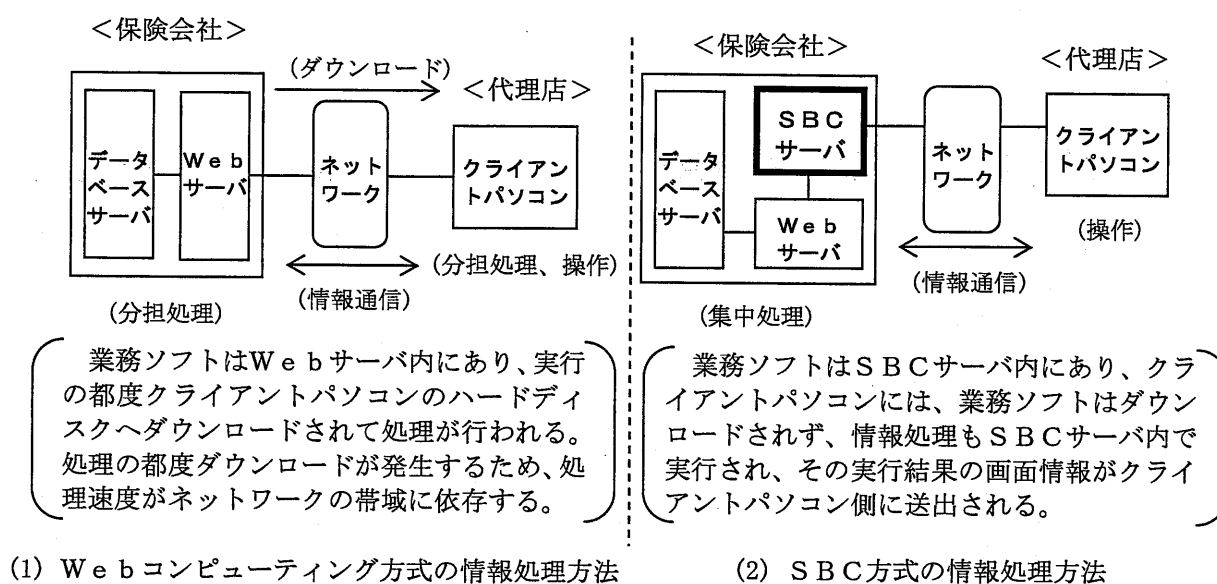 <保険会社>
(ダウンロード)
<代理店>
データ
ベース
サーバ
Web
サーバ
ネット
ワーク
クライアン
トパソコン
(分担処理、操作)
(情報通信)
(分担処理)
業務ソフトはWebサーバ内にあり、実行
の都度クライアントパソコンのハードディ
スクへダウンロードされて処理が行われる。
処理の都度ダウンロードが発生するため、処
理速度がネットワークの帯域に依存する。
(1) Webコンピューティング方式の情報処理方法
<保険会社>
<代理店>
SBC
サーバ
データ
ベース
サーバ
Web
サーバ
ネット
ワーク
クライアン
トパソコン
(操作)
(情報通信)
(集中処理)
業務ソフトはSBCサーバ内にあり、クラ
イアントパソコンには、業務ソフトはダウン
ロードされず、情報処理もSBCサーバ内で
実行され、その実行結果の画面情報がクライ
アントパソコン側に送出される。
(2) SBC方式の情報処理方法